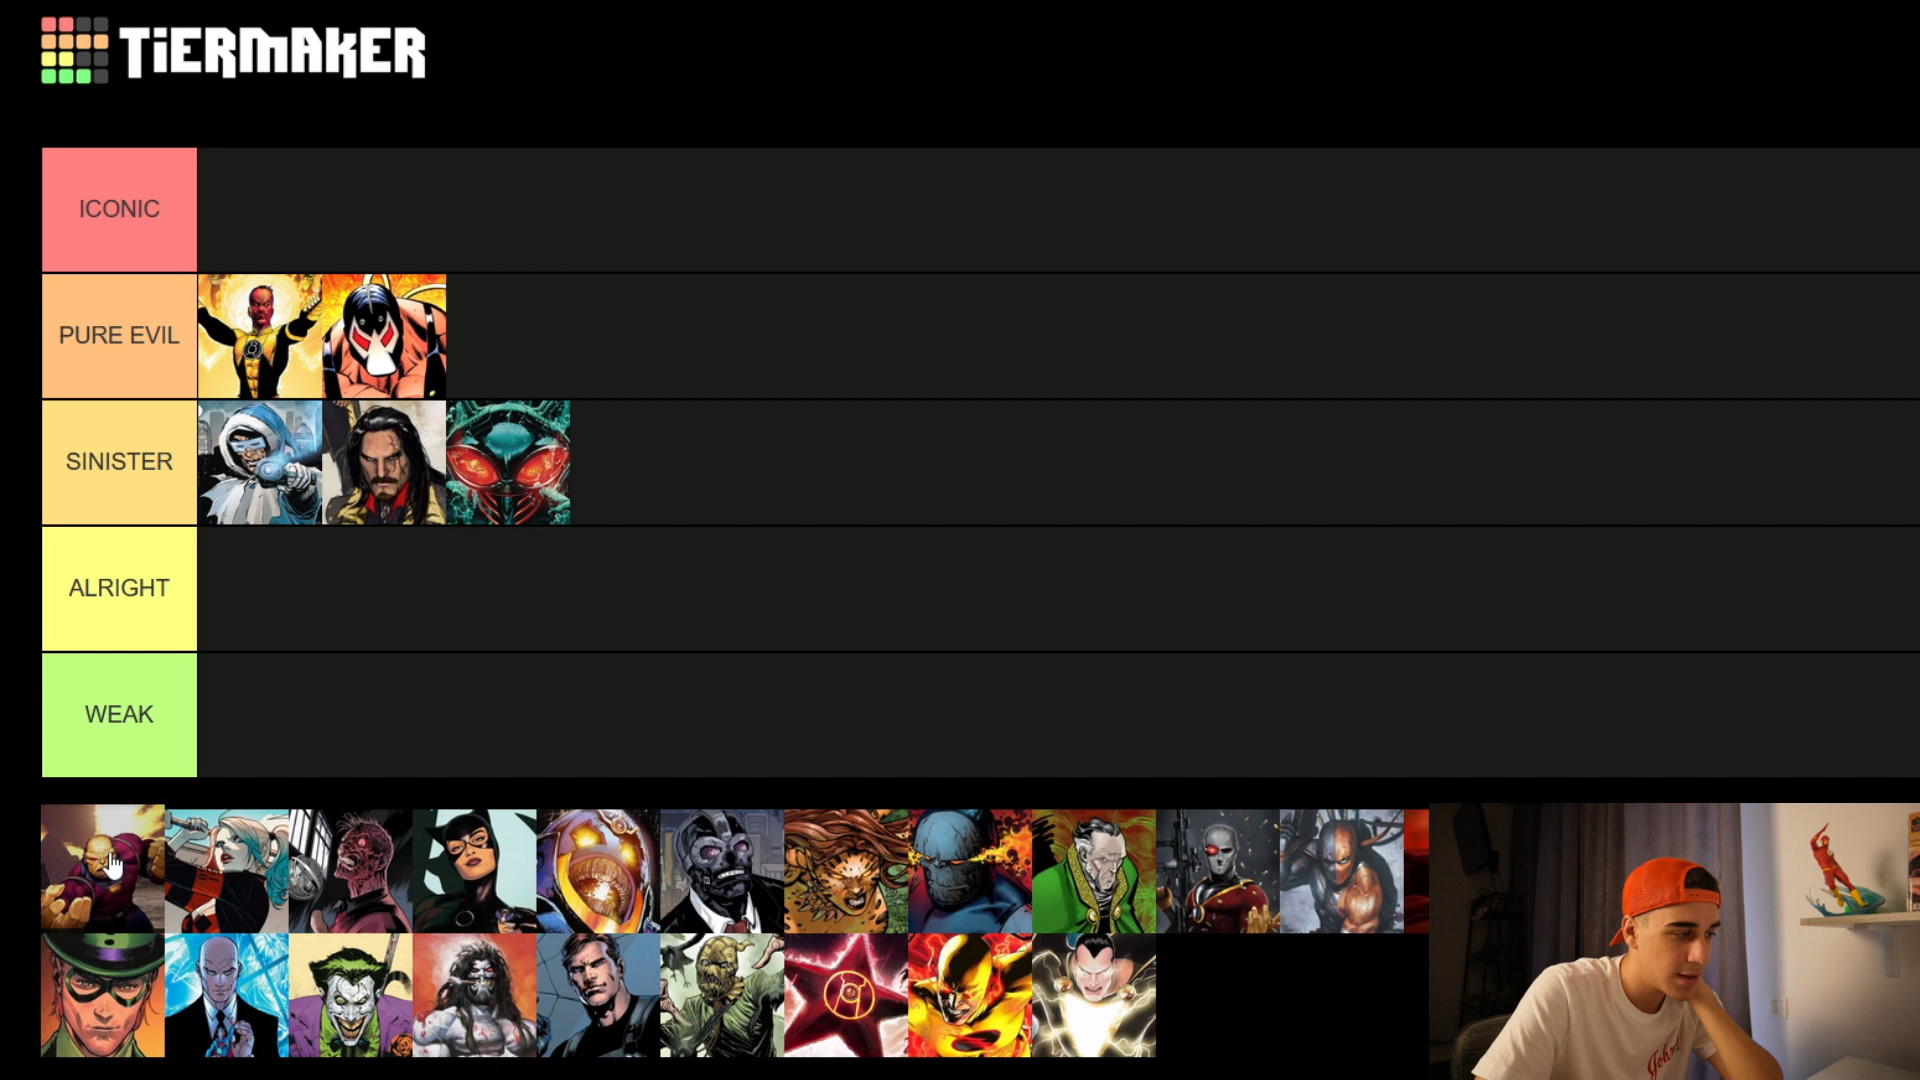 TiERMAKER
ICONIC
PURE EVIL
SINISTER
ALRIGHT
WEAK